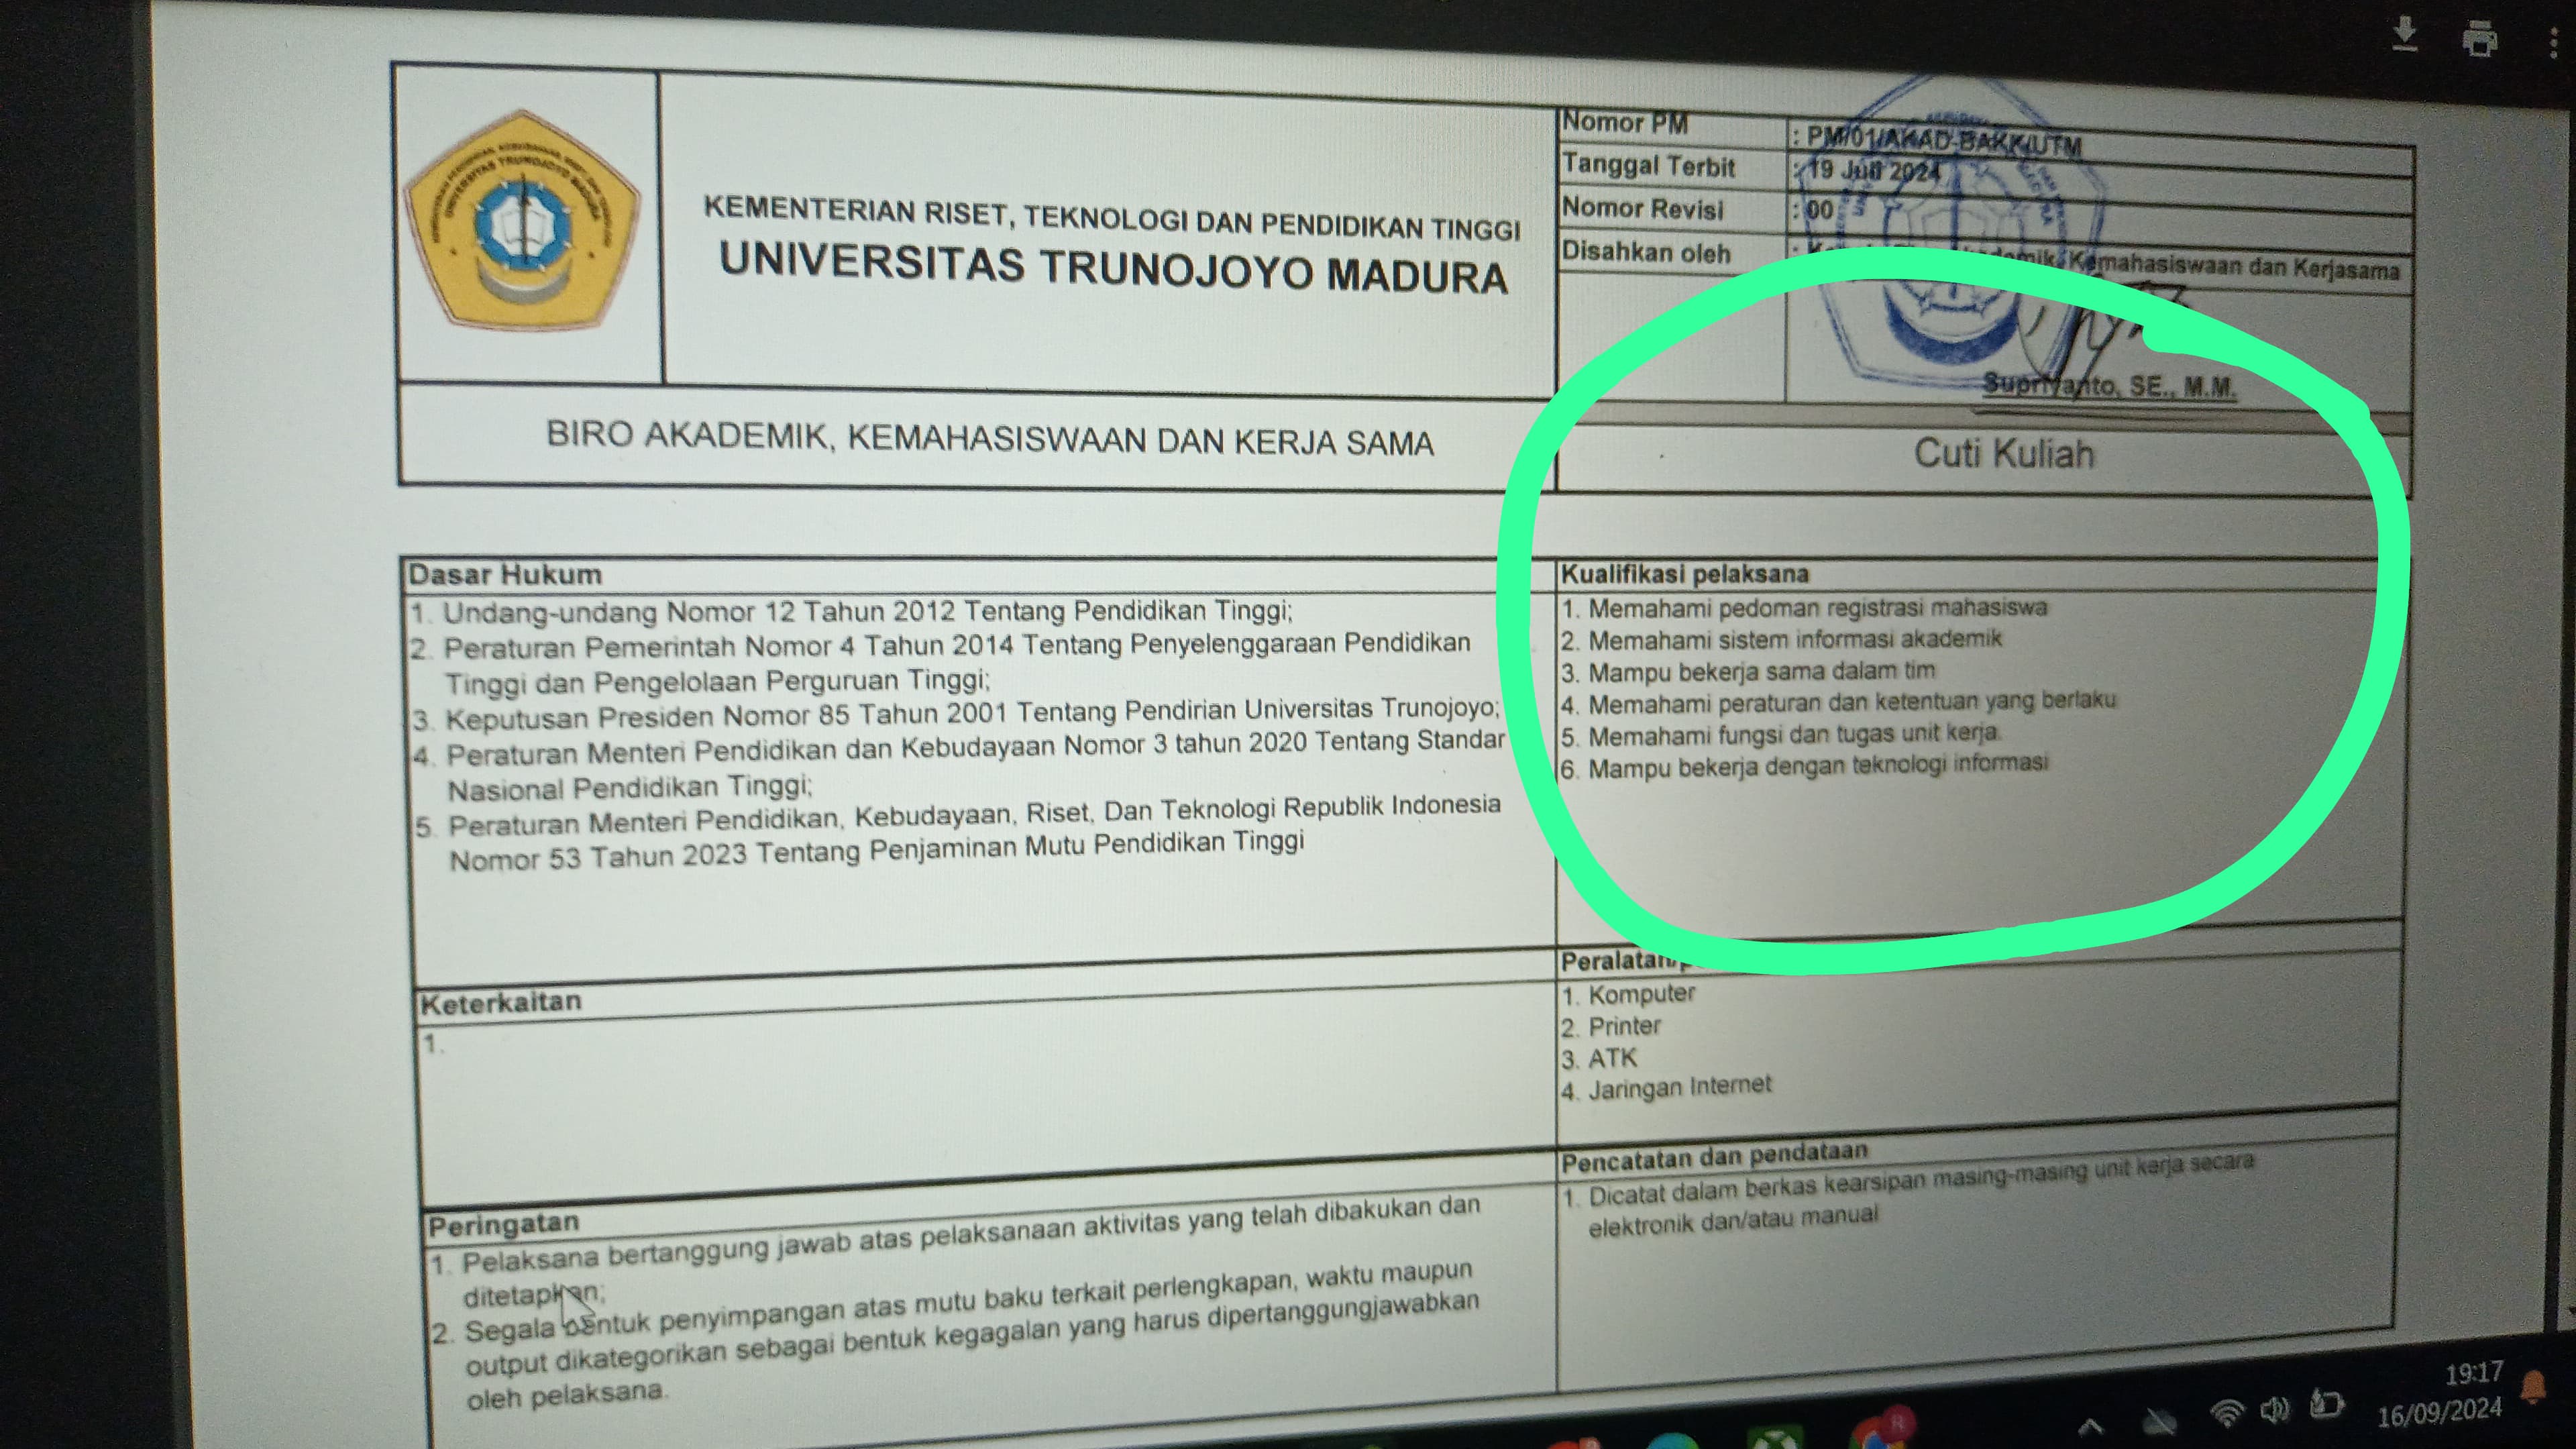 KEMENTERIAN RISET, TEKNOLOGI DAN PENDIDIKAN TINGGI
UNIVERSITAS TRUNOJOYO MADURA
Nomor PM : PM/01/AKAD-BAKK/UTM
Tanggal Terbit : 19 Juli 2024
Nomor Revisi : 00
Disahkan oleh : Kemahasiswaan dan Kerjasama
Supriyanto, SE., M.M.
BIRO AKADEMIK, KEMAHASISWAAN DAN KERJA SAMA
Cuti Kuliah
Dasar Hukum
1. Undang-undang Nomor 12 Tahun 2012 Tentang Pendidikan Tinggi;
2. Peraturan Pemerintah Nomor 4 Tahun 2014 Tentang Penyelenggaraan Pendidikan
Tinggi dan Pengelolaan Perguruan Tinggi;
3. Keputusan Presiden Nomor 85 Tahun 2001 Tentang Pendirian Universitas Trunojoyo;
4. Peraturan Menteri Pendidikan dan Kebudayaan Nomor 3 tahun 2020 Tentang Standar
Nasional Pendidikan Tinggi;
5. Peraturan Menteri Pendidikan, Kebudayaan, Riset, Dan Teknologi Republik Indonesia
Nomor 53 Tahun 2023 Tentang Penjaminan Mutu Pendidikan Tinggi
Kualifikasi pelaksana
1. Memahami pedoman registrasi mahasiswa
2. Memahami sistem informasi akademik
3. Mampu bekerja sama dalam tim
4. Memahami peraturan dan ketentuan yang berlaku
5. Memahami fungsi dan tugas unit kerja.
6. Mampu bekerja dengan teknologi informasi
Keterkaitan
1.
Peralatan/
1. Komputer
2. Printer
3. ATK
4. Jaringan Internet
Peringatan
1. Pelaksana bertanggung jawab atas pelaksanaan aktivitas yang telah dibakukan dan
ditetapkan;
2. Segala bentuk penyimpangan atas mutu baku terkait perlengkapan, waktu maupun
output dikategorikan sebagai bentuk kegagalan yang harus dipertanggungjawabkan
oleh pelaksana.
Pencatatan dan pendataan
1. Dicatat dalam berkas kearsipan masing-masing unit kerja secara
elektronik dan/atau manual
19:17
16/09/2024